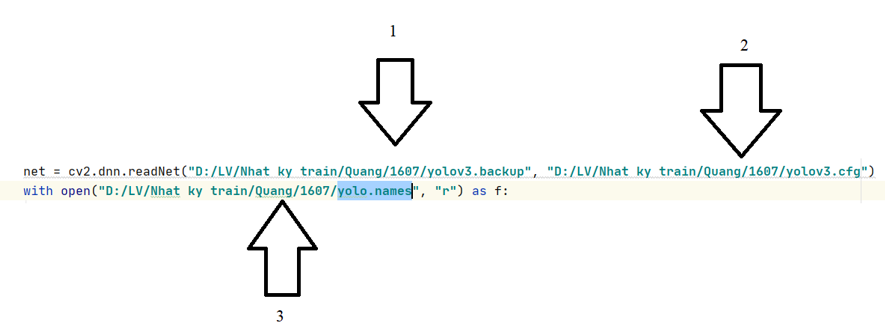 1
2
net = cv2.dnn.readNet("D:/LV/Nhat ky train/Quang/1607/yolov3.backup", "D:/LV/Nhat ky train/Quang/1607/yolov3.cfg")
with open("D:/LV/Nhat ky train/Quang/1607/yolo.names", "r") as f:
3